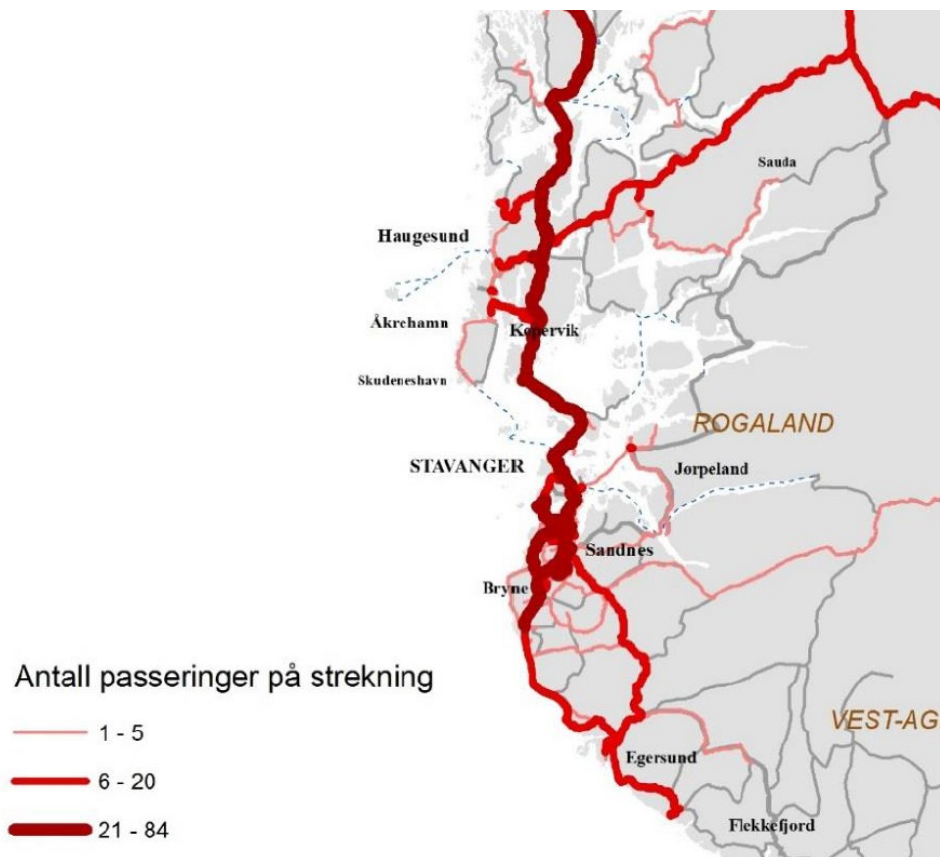 Sauda
Haugesund
Åkrehamn
Kopervik
Skudeneshavn
ROGALAND
STAVANGER
Jørpeland
Sandnes
Bryne
Antall passeringer på strekning
1 - 5
6 - 20
21 - 84
VEST-AG
Egersund
Flekkefjord